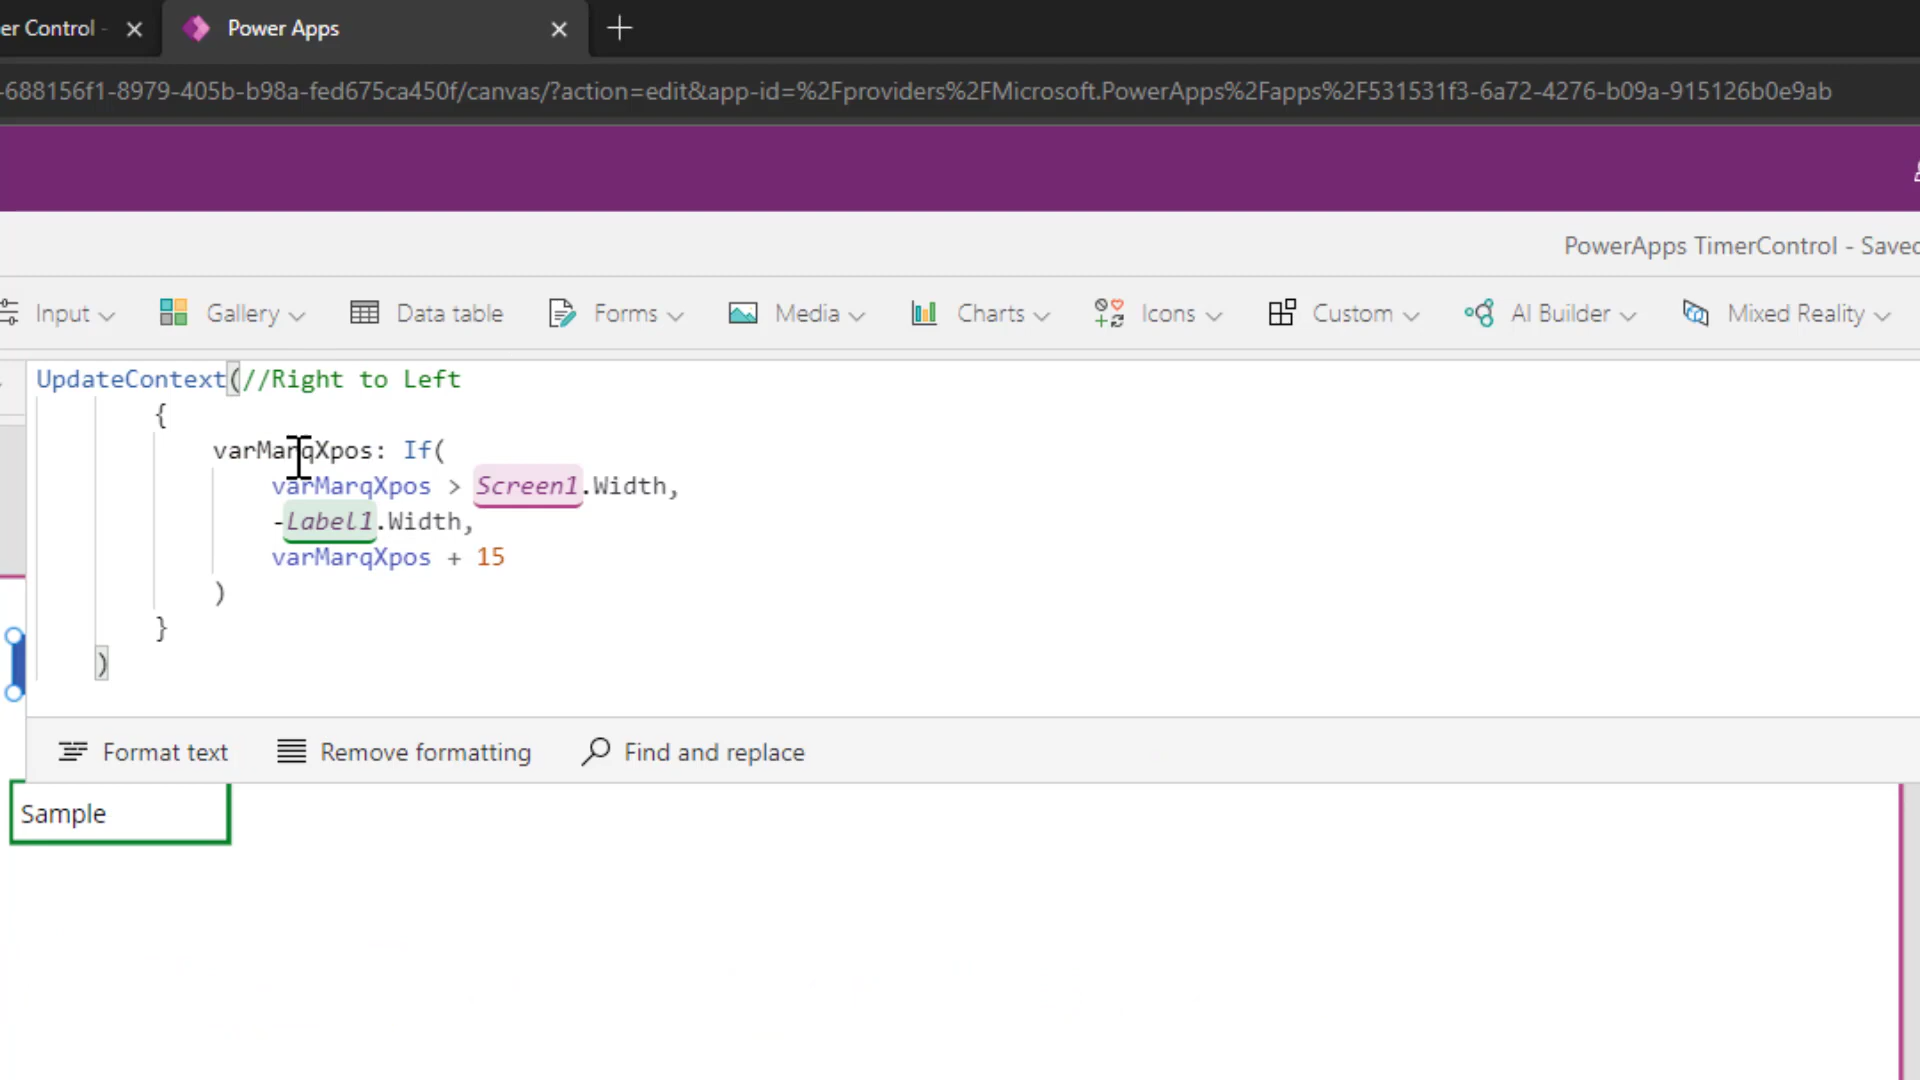 er Control -
Power Apps
-688156f1-8979-405b-b98a-fed675ca450f/canvas/?action=edit&app-id=%2Fproviders%2FMicrosoft.PowerApps%2Fapps%2F531531f3-6a72-4276-b09a-915126b0e9ab
PowerApps TimerControl - Saved
Input Gallery Data table Forms Media Charts Icons Custom AI Builder Mixed Reality
UpdateContext(//Right to Left
{
varMarqXpos: If(
varMarqXpos > Screen1.Width,
-Label1.Width,
varMarqXpos + 15
)
}
)
Format text Remove formatting Find and replace
Sample